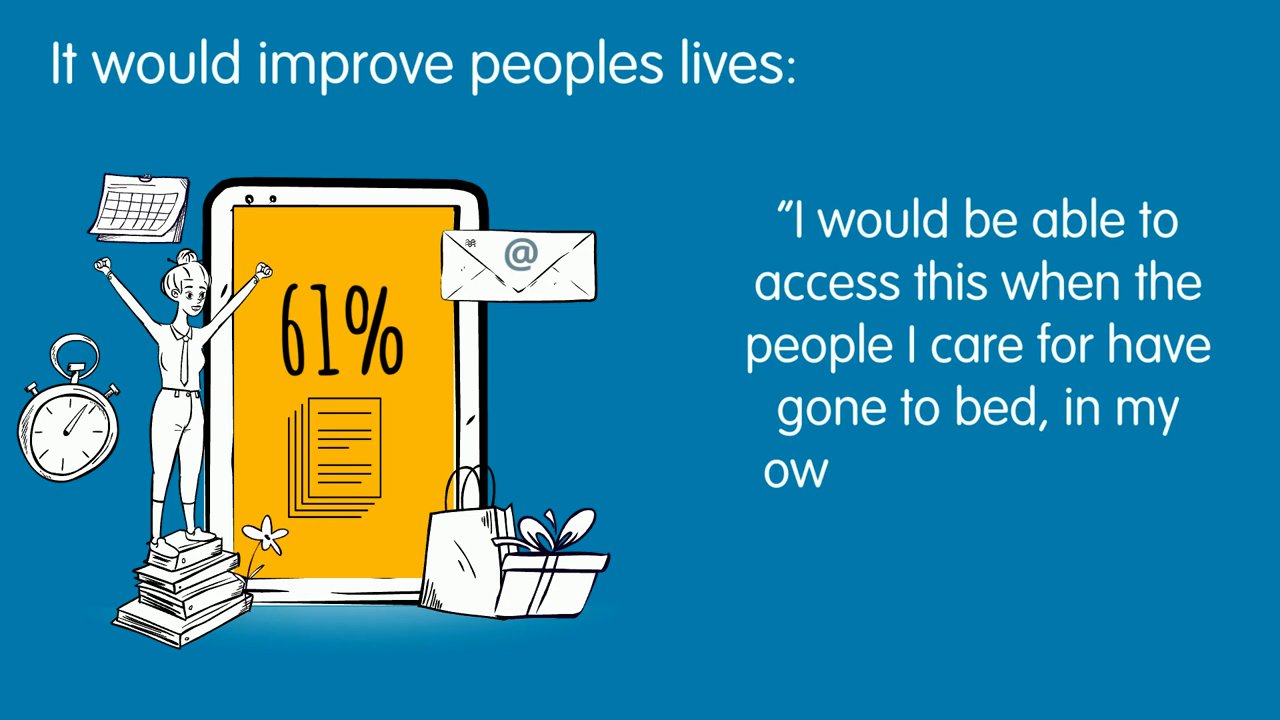 It would improve peoples lives:
@
61%
“I would be able to
access this when the
people I care for have
gone to bed, in my
ow